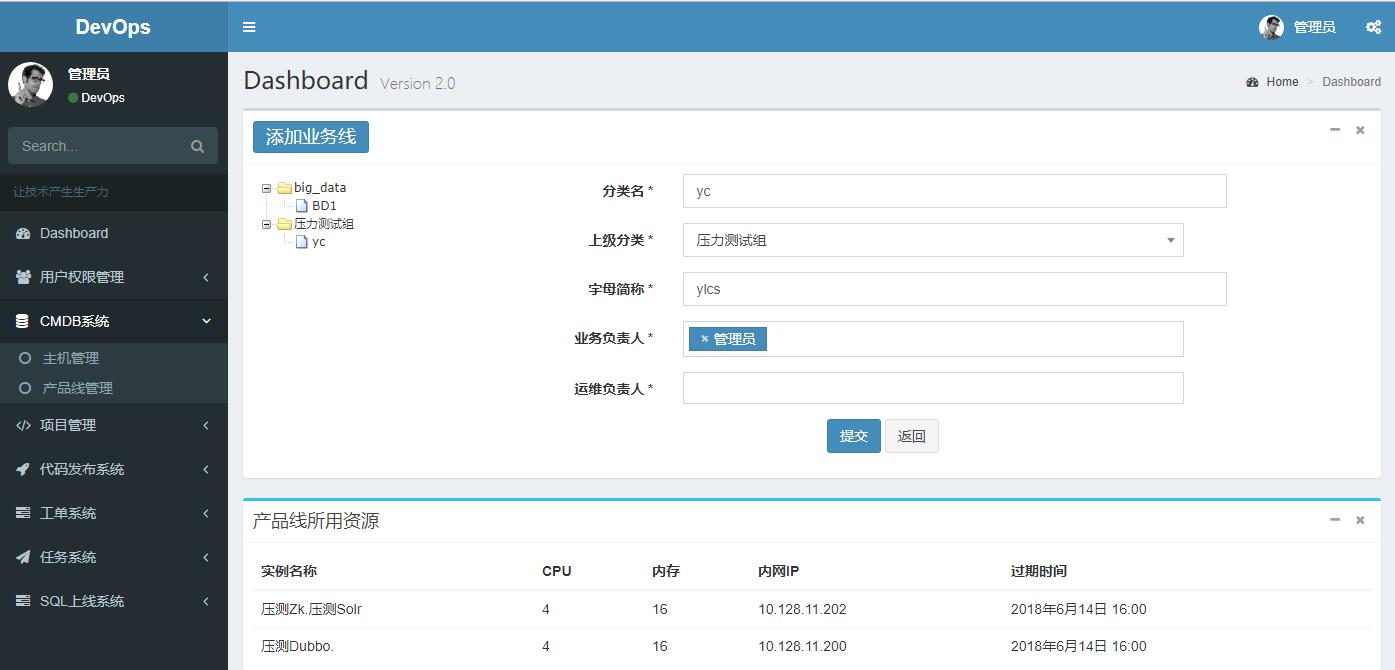 DevOps
管理员
管理员
DevOps
Search...
让技术产生生产力
Dashboard
用户权限管理
CMDB系统
主机管理
产品线管理
项目管理
代码发布系统
工单系统
任务系统
SQL上线系统
Dashboard Version 2.0
Home > Dashboard
添加业务线
big_data
BD1
压力测试组
yc
分类名 * yc
上级分类 * 压力测试组
字母简称 * ylcs
业务负责人 * × 管理员
运维负责人 *
提交 返回
产品线所用资源
实例名称 CPU 内存 内网IP 过期时间
压测Zk.压测Solr 4 16 10.128.11.202 2018年6月14日 16:00
压测Dubbo. 4 16 10.128.11.200 2018年6月14日 16:00